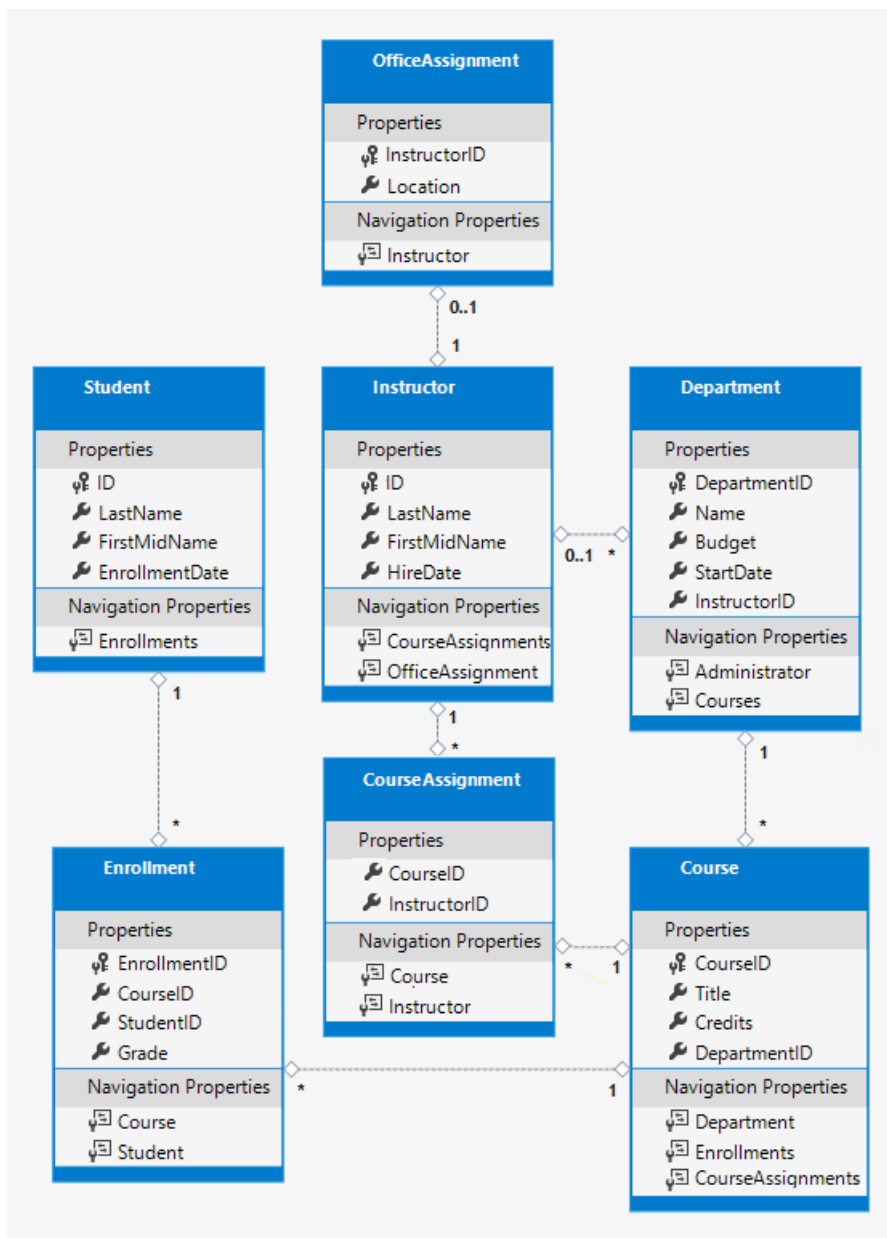 OfficeAssignment
Properties
InstructorID
Location
Navigation Properties
Instructor
0..1
1
Student
Properties
ID
LastName
FirstMidName
EnrollmentDate
Navigation Properties
Enrollments
1
*
Instructor
Properties
ID
LastName
FirstMidName
HireDate
Navigation Properties
CourseAssignments
OfficeAssignment
0..1 *
1
*
Department
Properties
DepartmentID
Name
Budget
StartDate
InstructorID
Navigation Properties
Administrator
Courses
1
*
Enrollment
Properties
EnrollmentID
CourseID
StudentID
Grade
Navigation Properties
Course
Student
* 1
CourseAssignment
Properties
CourseID
InstructorID
Navigation Properties
Course
Instructor
* 1
Course
Properties
CourseID
Title
Credits
DepartmentID
Navigation Properties
Department
Enrollments
CourseAssignments